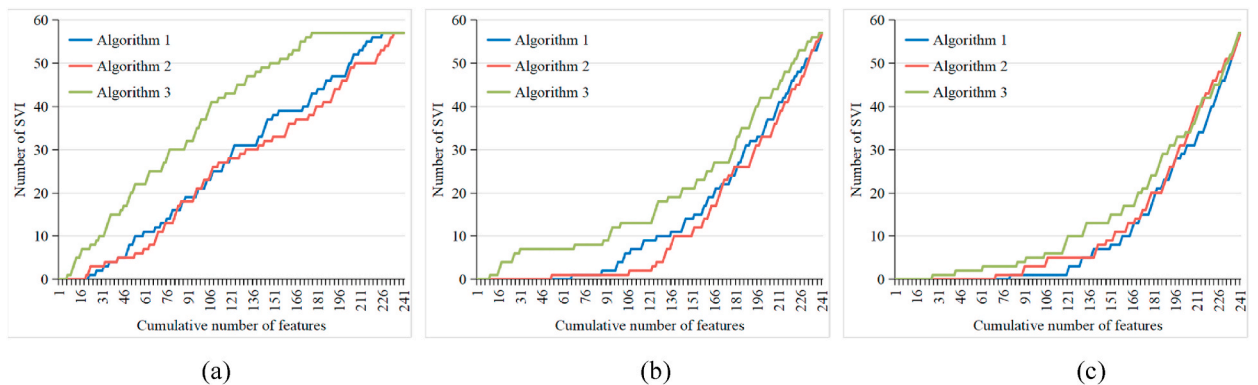 60
50
40
30
20
10
0
Number of SVI
Algorithm 1
Algorithm 2
Algorithm 3
1 16 31 46 61 76 91 106 121 136 151 166 181 196 211 226 241
Cumulative number of features
(a)
60
50
40
30
20
10
0
Number of SVI
Algorithm 1
Algorithm 2
Algorithm 3
1 16 31 46 61 76 91 106 121 136 151 166 181 196 211 226 241
Cumulative number of features
(b)
60
50
40
30
20
10
0
Number of SVI
Algorithm 1
Algorithm 2
Algorithm 3
1 16 31 46 61 76 91 106 121 136 151 166 181 196 211 226 241
Cumulative number of features
(c)